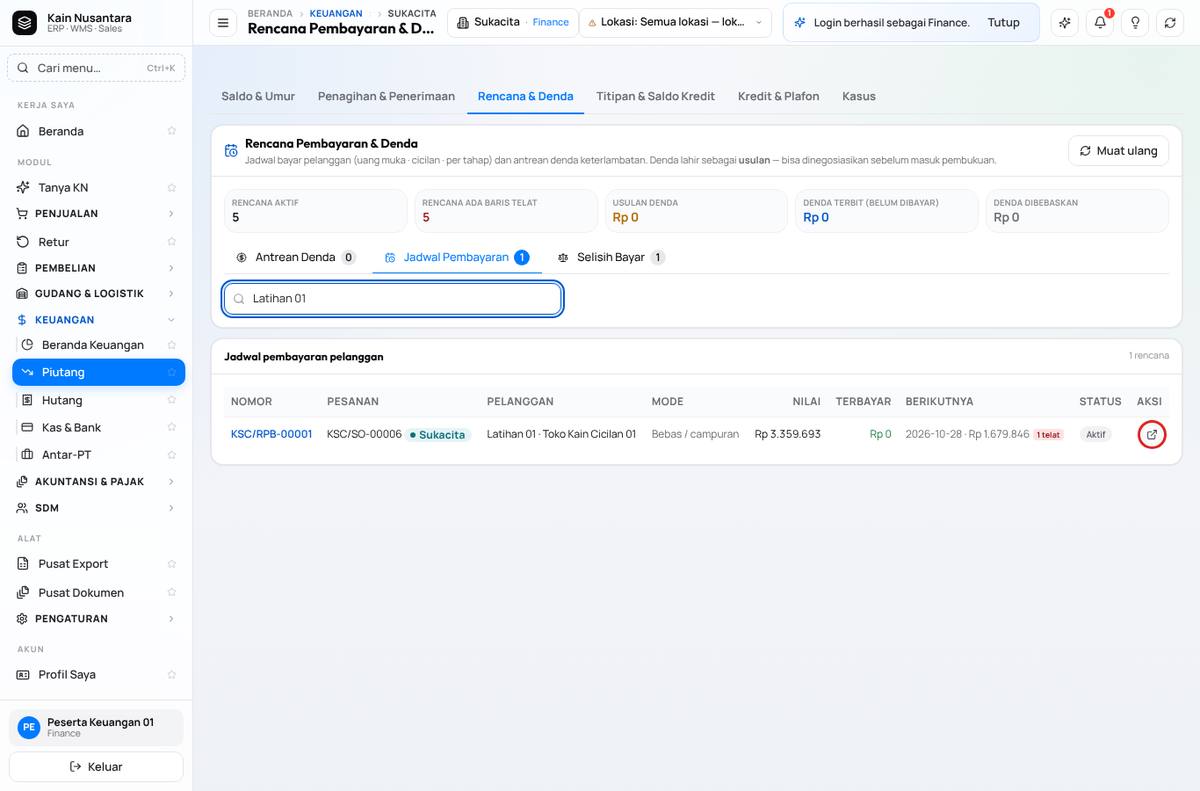 Kain Nusantara
ERP · WMS · Sales
Cari menu...
Ctrl+K
KERJA SAYA
Beranda
MODUL
Tanya KN
PENJUALAN
Retur
PEMBELIAN
GUDANG & LOGISTIK
KEUANGAN
Beranda Keuangan
Piutang
Hutang
Kas & Bank
Antar-PT
AKUNTANSI & PAJAK
SDM
ALAT
Pusat Export
Pusat Dokumen
PENGATURAN
AKUN
Profil Saya
PE
Peserta Keuangan 01
Finance
Keluar
BERANDA > KEUANGAN > SUKACITA
Rencana Pembayaran & D...
Sukacita · Finance
Lokasi: Semua lokasi — lok...
Login berhasil sebagai Finance.
Tutup
1
Saldo & Umur
Penagihan & Penerimaan
Rencana & Denda
Titipan & Saldo Kredit
Kredit & Plafon
Kasus
Rencana Pembayaran & Denda
Jadwal bayar pelanggan (uang muka · cicilan · per tahap) dan antrean denda keterlambatan. Denda lahir sebagai usulan — bisa dinegosiasikan sebelum masuk pembukuan.
Muat ulang
RENCANA AKTIF
5
RENCANA ADA BARIS TELAT
5
USULAN DENDA
Rp 0
DENDA TERBIT (BELUM DIBAYAR)
Rp 0
DENDA DIBEBASKAN
Rp 0
Antrean Denda 0
Jadwal Pembayaran 1
Selisih Bayar 1
Latihan 01
Jadwal pembayaran pelanggan
1 rencana
NOMOR PESANAN PELANGGAN MODE NILAI TERBAYAR BERIKUTNYA STATUS AKSI
KSC/RPB-00001 KSC/SO-00006 Sukacita Latihan 01 · Toko Kain Cicilan 01 Bebas / campuran Rp 3.359.693 Rp 0 2026-10-28 · Rp 1.679.846 1 telat Aktif